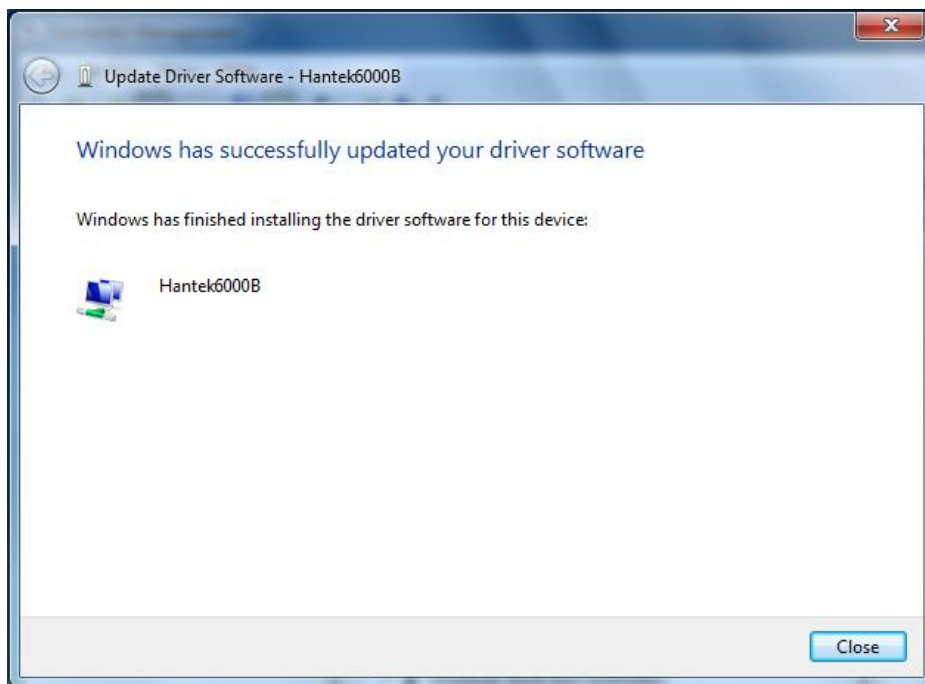 Update Driver Software - Hantek6000B
Windows has successfully updated your driver software
Windows has finished installing the driver software for this device:
Hantek6000B
Close